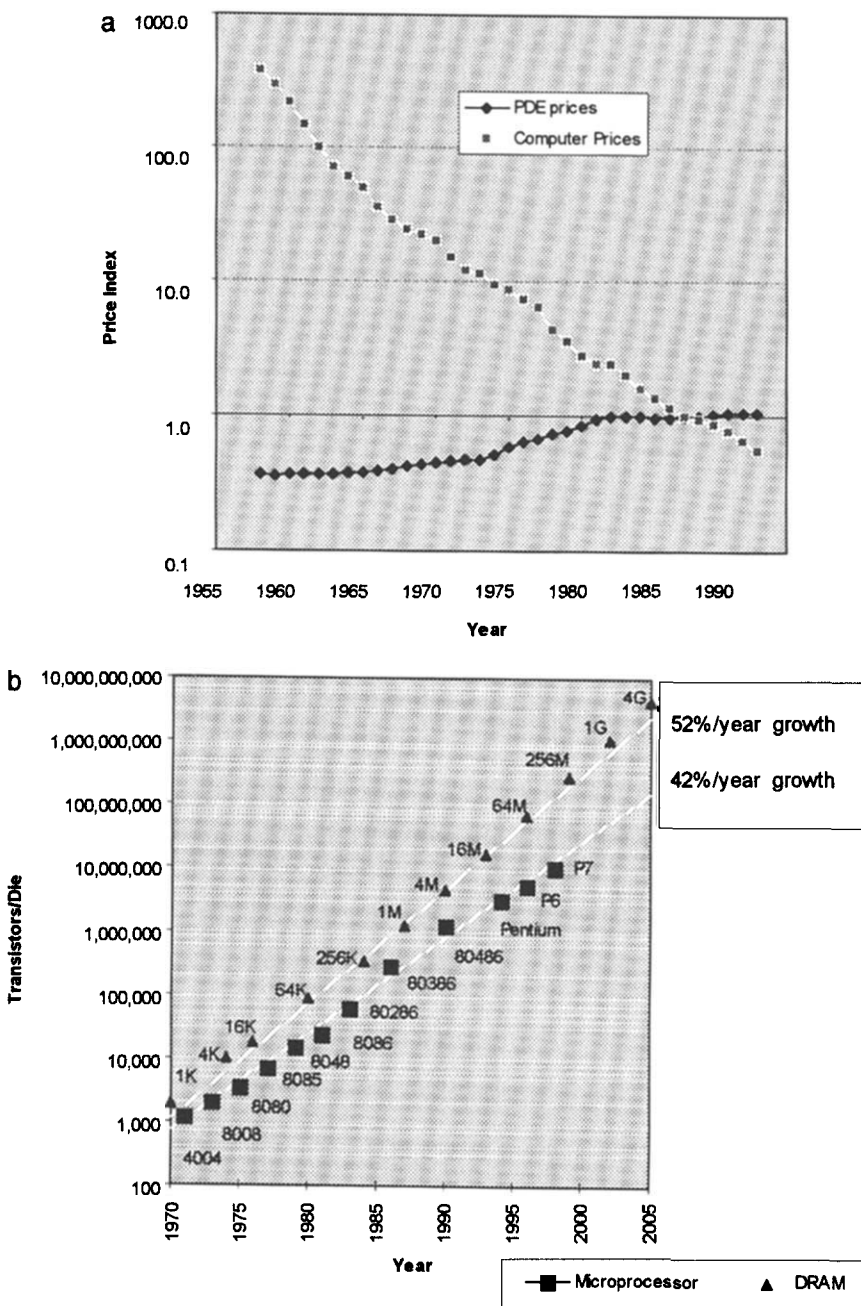 a
1000.0
100.0
10.0
1.0
0.1
Price Index
PDE prices
Computer Prices
1955 1960 1965 1970 1975 1980 1985 1990
Year
b
10,000,000,000
1,000,000,000
100,000,000
10,000,000
1,000,000
100,000
10,000
1,000
100
Transistors/Die
4G
1G
256M
64M
16M
4M
1M
256K
64K
16K
4K
1K
P7
P6
Pentium
80486
80386
80286
8086
8048
8085
8080
8008
4004
52%/year growth
42%/year growth
1970 1975 1980 1985 1990 1995 2000 2005
Year
Microprocessor DRAM